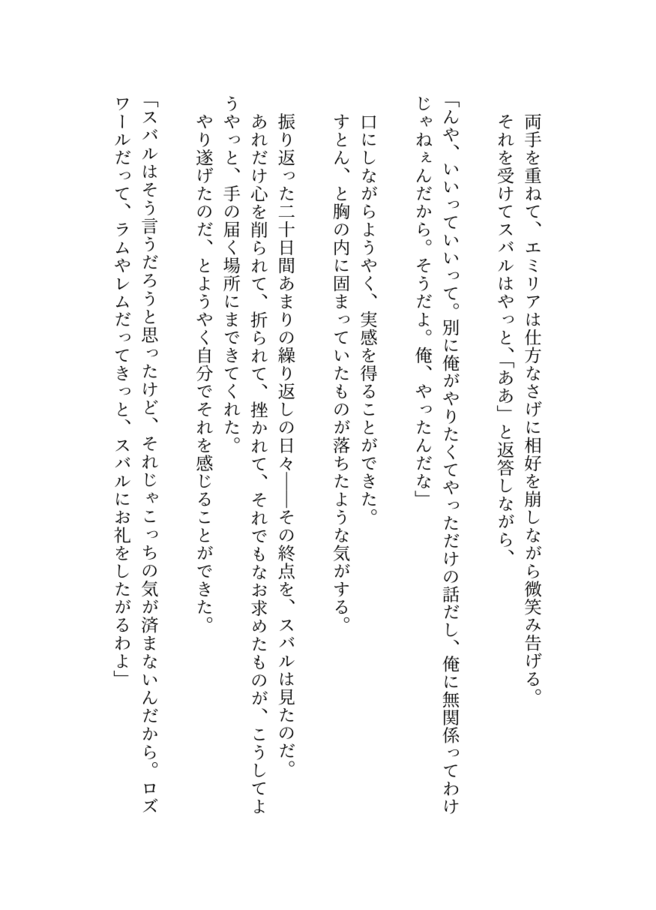 両手を重ねて、エミリアは仕方なさげに相好を崩しながら微笑み告げる。
それを受けてスバルはやっと、「ああ」と返答しながら、
「んや、いいっていいって。別に俺がやりたくてやっただけの話だし、俺に無関係ってわけ
じゃねぇんだから。そうだよ。俺、やったんだな」
口にしながらようやく、実感を得ることができた。
すとん、と胸の内に固まっていたものが落ちたような気がする。
振り返った二十日間あまりの繰り返しの日々――その終点を、スバルは見たのだ。
あれだけ心を削られて、折られて、挫かれて、それでもなお求めたものが、こうしてよ
うやっと、手の届く場所にまできてくれた。
やり遂げたのだ、とようやく自分でそれを感じることができた。
「スバルはそう言うだろうと思ったけど、それじゃこっちの気が済まないんだから。ロズ
ワールだって、ラムやレムだってきっと、スバルにお礼をしたがるわよ」